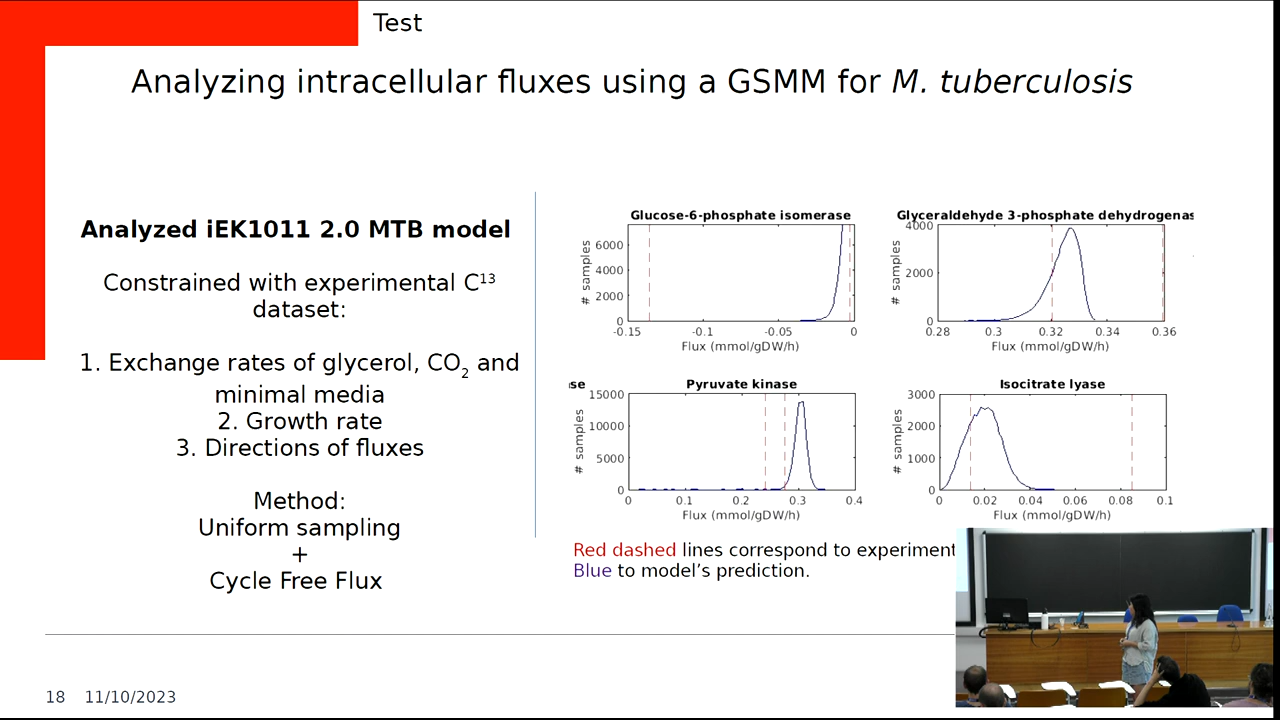 Test
Analyzing intracellular fluxes using a GSMM for M. tuberculosis
Analyzed iEK1011 2.0 MTB model
Constrained with experimental C13
dataset:
1. Exchange rates of glycerol, CO2 and
minimal media
2. Growth rate
3. Directions of fluxes
Method:
Uniform sampling
+
Cycle Free Flux
Glucose-6-phosphate isomerase
# samples
6000
4000
2000
0
-0.15
-0.1
-0.05
0
Flux (mmol/gDW/h)
Glyceraldehyde 3-phosphate dehydrogenas
# samples
4000
2000
0
0.28
0.3
0.32
0.34
0.36
Flux (mmol/gDW/h)
se
Pyruvate kinase
# samples
15000
10000
5000
0
0
0.1
0.2
0.3
0.4
Flux (mmol/gDW/h)
Isocitrate lyase
# samples
3000
2000
1000
0
0
0.02
0.04
0.06
0.08
0.1
Flux (mmol/gDW/h)
Red dashed lines correspond to experiment
Blue to model’s prediction.
18 11/10/2023